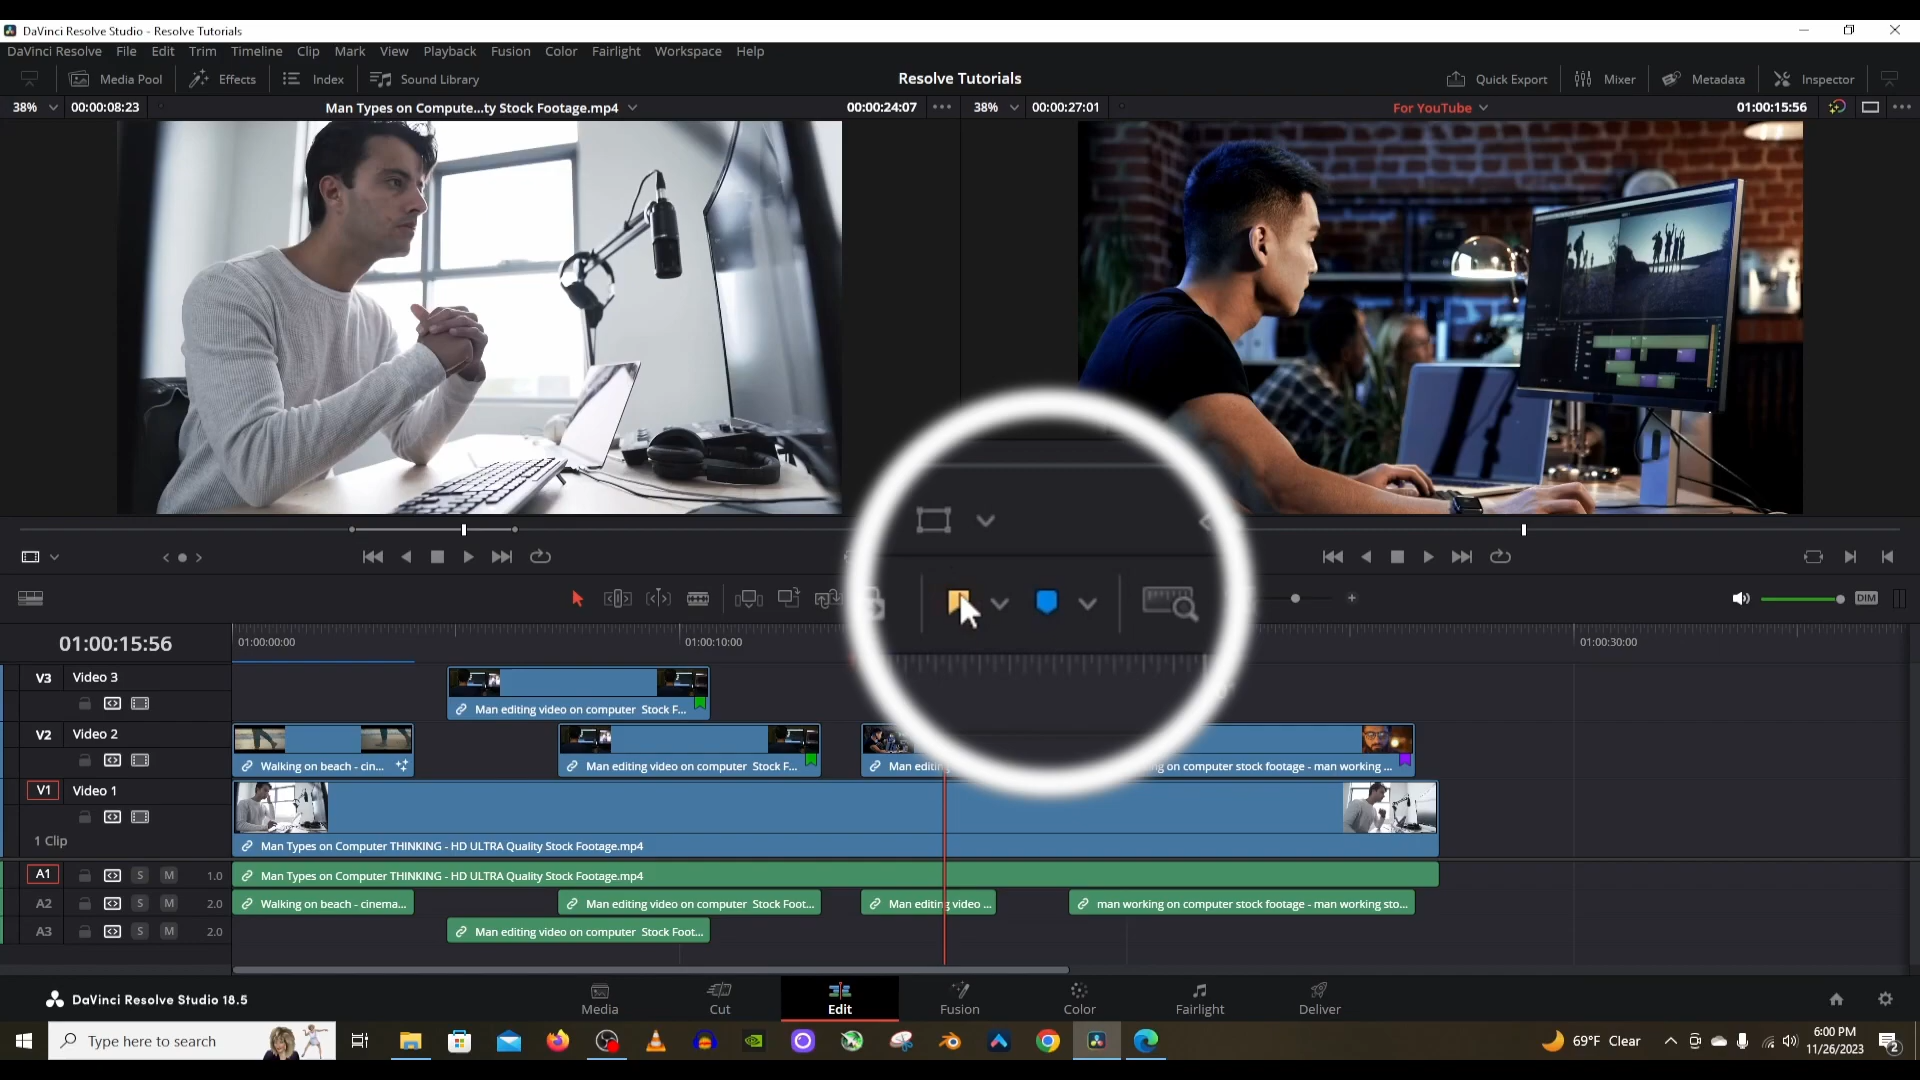 DaVinci Resolve Studio - Resolve Tutorials
DaVinci Resolve File Edit Trim Timeline Clip Mark View Playback Fusion Color Fairlight Workspace Help
Media Pool Effects Index Sound Library Resolve Tutorials Quick Export Mixer Metadata Inspector
38% 00:00:08:23 Man Types on Compute...ty Stock Footage.mp4 00:00:24:07 38% 00:00:27:01 For YouTube 01:00:15:56
DIM
01:00:15:56 01:00:00:00 01:00:10:00 01:00:30:00
V3 Video 3
Man editing video on computer Stock F...
V2 Video 2
Walking on beach - cin... Man editing video on computer Stock F... Man editing on computer stock footage - man working ...
V1 Video 1
1 Clip
Man Types on Computer THINKING - HD ULTRA Quality Stock Footage.mp4
A1 S M 1.0 Man Types on Computer THINKING - HD ULTRA Quality Stock Footage.mp4
A2 S M 2.0 Walking on beach - cinema... Man editing video on computer Stock Foot... Man editing video ... man working on computer stock footage - man working sto...
A3 S M 2.0 Man editing video on computer Stock Foot...
DaVinci Resolve Studio 18.5 Media Cut Edit Fusion Color Fairlight Deliver
Type here to search 69°F Clear 6:00 PM
11/26/2023 2